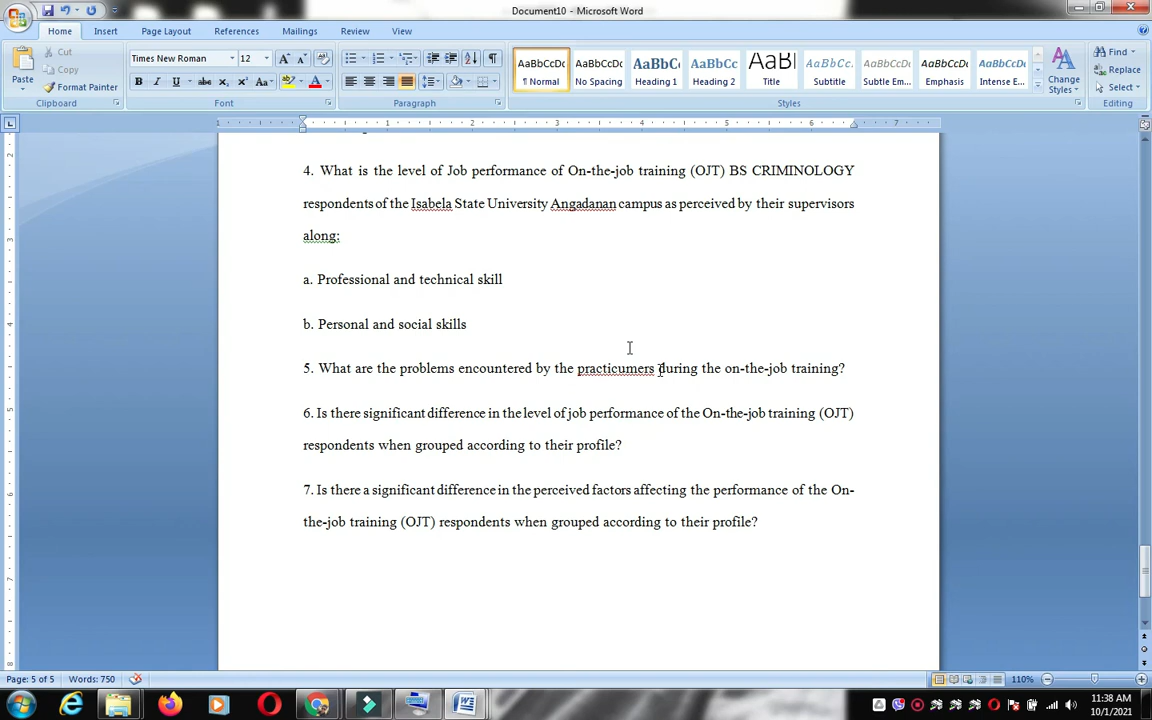 Document10 - Microsoft Word
Home Insert Page Layout References Mailings Review View
Cut
Copy
Format Painter
Paste
Clipboard
Times New Roman 12
Font
Paragraph
AaBbCcDc AaBbCcDc AaBbC AaBbCc AaB AaBbCc. AaBbCcDc AaBbCcDc AaBbCcDc
¶ Normal No Spacing Heading 1 Heading 2 Title Subtitle Subtle Em... Emphasis Intense E...
Change Styles
Styles
Find
Replace
Select
Editing
4. What is the level of Job performance of On-the-job training (OJT) BS CRIMINOLOGY
respondents of the Isabela State University Angadanan campus as perceived by their supervisors
along:
a. Professional and technical skill
b. Personal and social skills
5. What are the problems encountered by the practicumers during the on-the-job training?
6. Is there significant difference in the level of job performance of the On-the-job training (OJT)
respondents when grouped according to their profile?
7. Is there a significant difference in the perceived factors affecting the performance of the On-
the-job training (OJT) respondents when grouped according to their profile?
Page: 5 of 5 Words: 750
110%
11:38 AM
10/1/2021